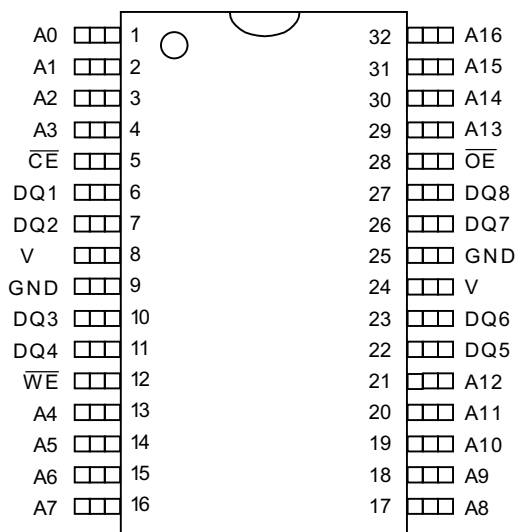 A0 1 32 A16
A1 2 31 A15
A2 3 30 A14
A3 4 29 A13
C̅E̅ 5 28 O̅E̅
DQ1 6 27 DQ8
DQ2 7 26 DQ7
V 8 25 GND
GND 9 24 V
DQ3 10 23 DQ6
DQ4 11 22 DQ5
W̅E̅ 12 21 A12
A4 13 20 A11
A5 14 19 A10
A6 15 18 A9
A7 16 17 A8